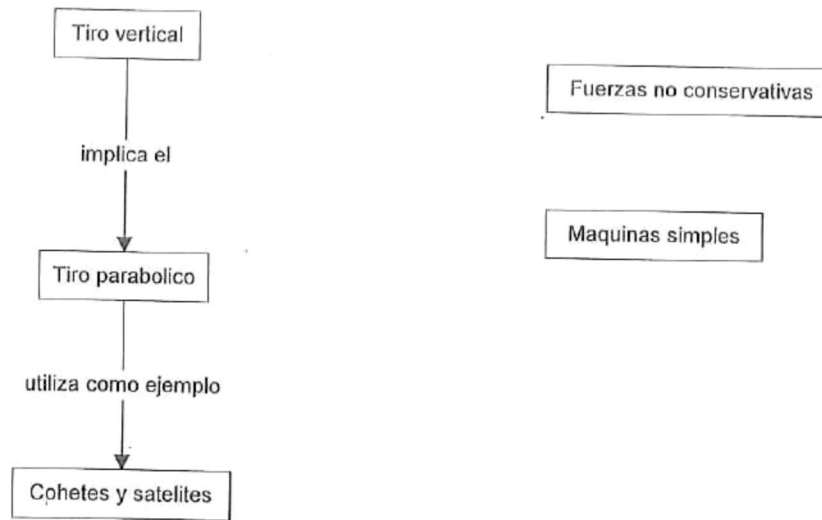 Tiro vertical
implica el
Tiro parabolico
utiliza como ejemplo
Cohetes y satelites
Fuerzas no conservativas
Maquinas simples